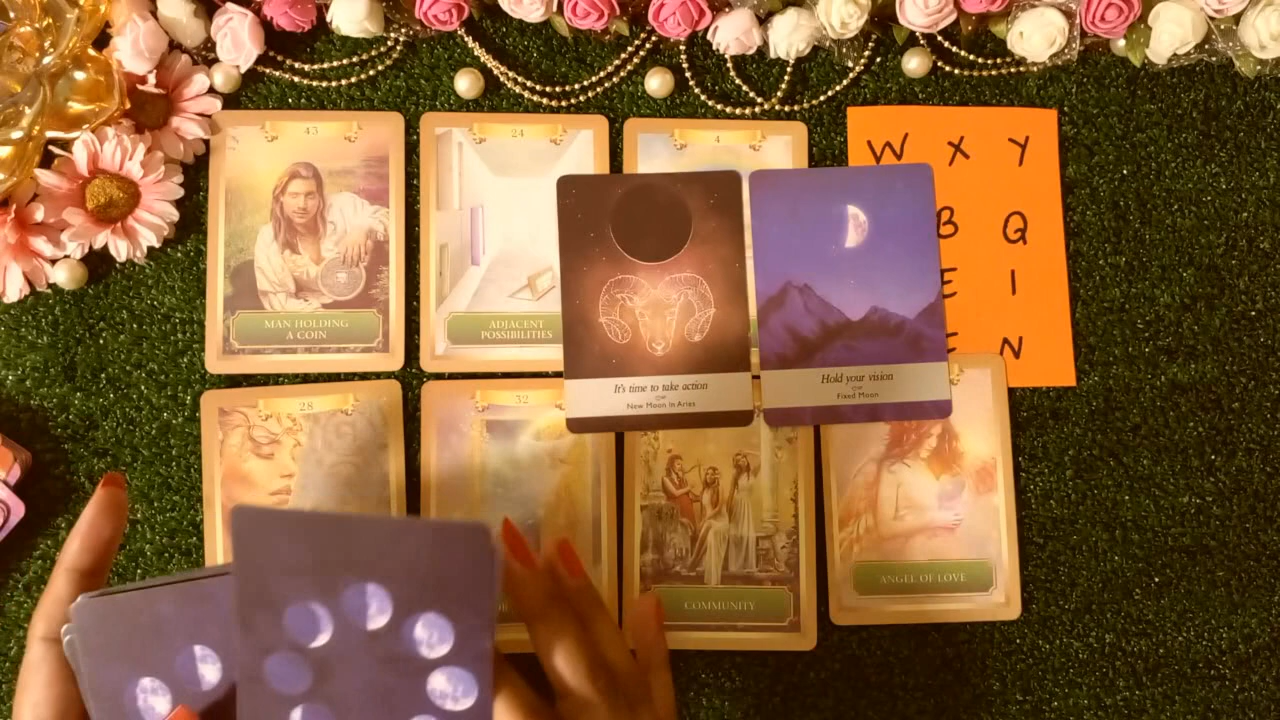 43
24
4
W X Y
MAN HOLDING
A COIN
ADJACENT
POSSIBILITIES
B Q
E I
N
It's time to take action
New Moon in Aries
Hold your vision
Fixed Moon
28
32
COMMUNITY
ANGEL OF LOVE